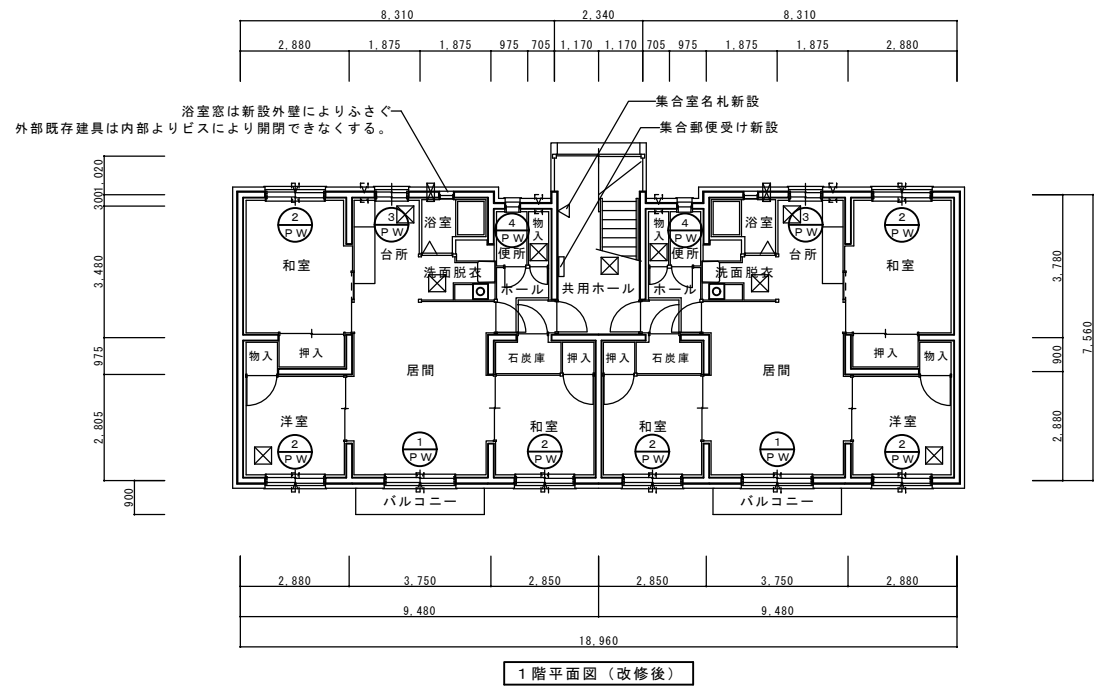 8,310 2,340 8,310
2,880 1,875 1,875 975 705 1,170 1,170 705 975 1,875 1,875 2,880
浴室窓は新設外壁によりふさぐ
外部既存建具は内部よりビスにより開閉できなくする。
集合室名札新設
集合郵便受け新設
1,020
300
3,480
975
2,805
900
3,780
900
2,880
7,560
2 PW
3 PW
4 PW
4 PW
3 PW
2 PW
和室
台所
浴室
洗面脱衣
便所
物入
ホール
共用ホール
物入
便所
ホール
浴室
洗面脱衣
台所
和室
物入
押入
居間
石炭庫
押入
押入
石炭庫
居間
押入
物入
洋室
和室
和室
洋室
2 PW
1 PW
2 PW
2 PW
1 PW
2 PW
バルコニー
バルコニー
2,880 3,750 2,850 2,850 3,750 2,880
9,480 9,480
18,960
1階平面図(改修後)